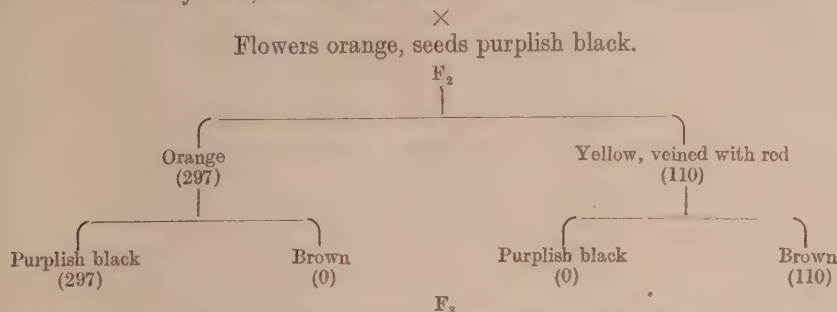 ×
Flowers orange, seeds purplish black.
F₂
Orange Yellow, veined with red
(297) (110)
Purplish black Brown Purplish black Brown
(297) (0) (0) (110)
F₃